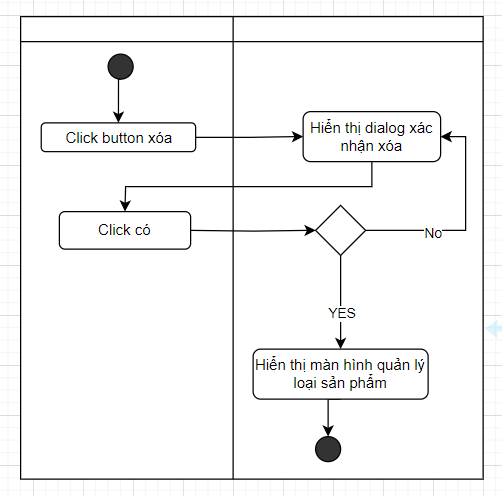 Click button xóa
Hiển thị dialog xác
nhận xóa
Click có
No
YES
Hiển thị màn hình quản lý
loại sản phẩm